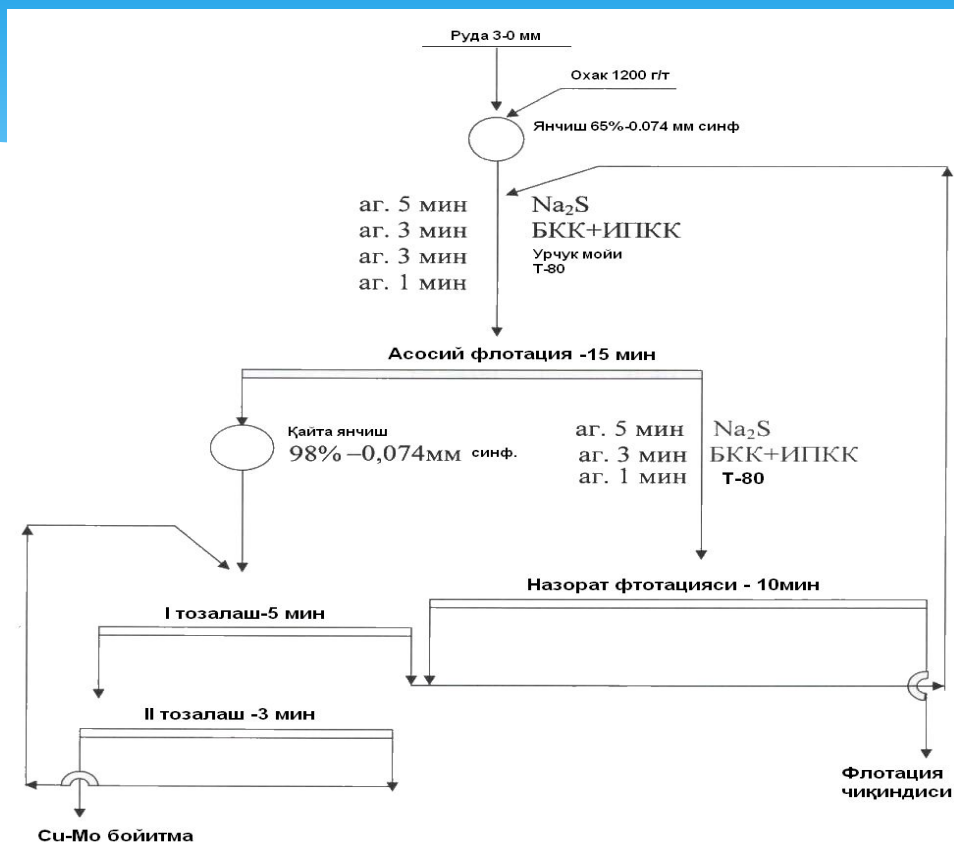 Руда 3-0 мм
Охак 1200 г/т
Янчиш 65%-0.074 мм синф
аг. 5 мин Na₂S
аг. 3 мин БКК+ИПКК
аг. 3 мин Урчук мойи
аг. 1 мин Т-80
Асосий флотация -15 мин
Қайта янчиш
98% –0,074мм синф.
аг. 5 мин Na₂S
аг. 3 мин БКК+ИПКК
аг. 1 мин Т-80
Назорат фтотацияси - 10мин
I тозалаш-5 мин
II тозалаш -3 мин
Флотация
чиқиндиси
Cu-Mo бойитма